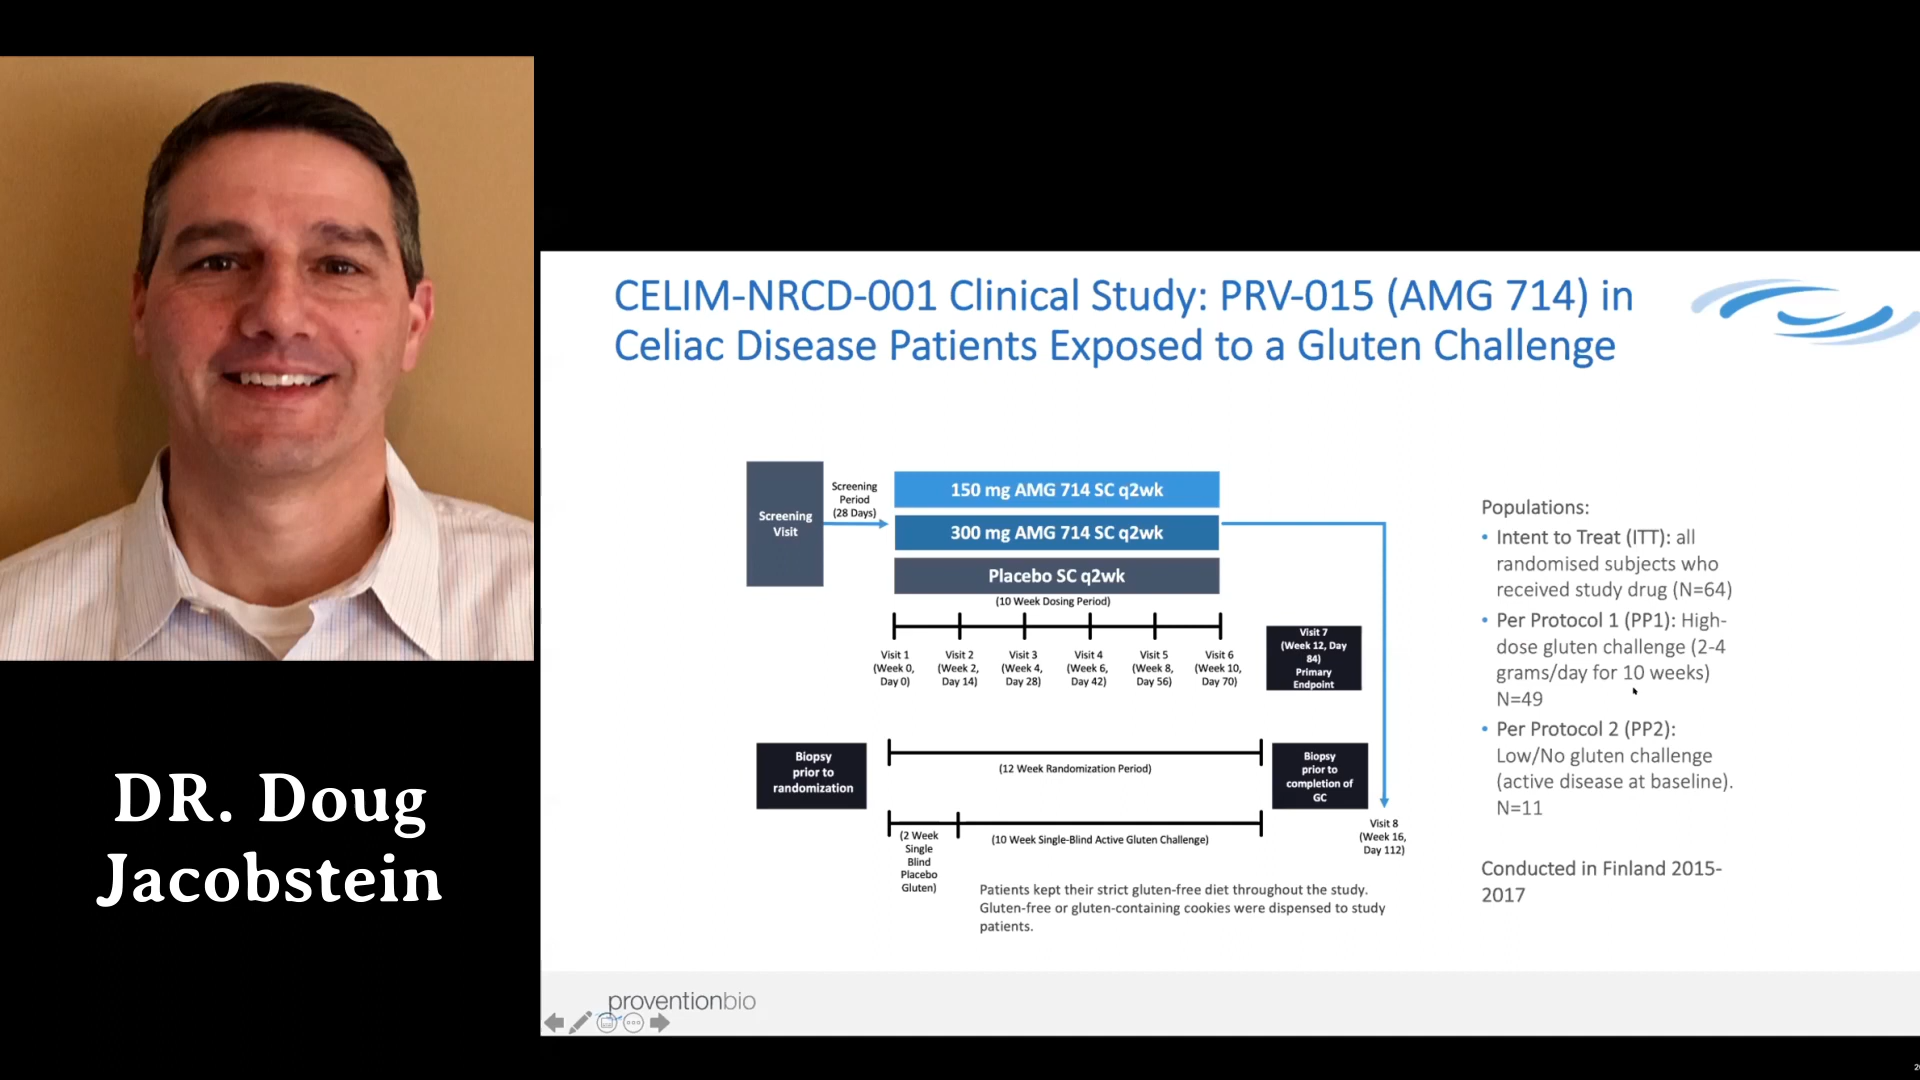 DR. Doug
Jacobstein
CELIM-NRCD-001 Clinical Study: PRV-015 (AMG 714) in
Celiac Disease Patients Exposed to a Gluten Challenge
Screening
Visit
Screening
Period
(28 Days)
150 mg AMG 714 SC q2wk
300 mg AMG 714 SC q2wk
Placebo SC q2wk
(10 Week Dosing Period)
Visit 1
(Week 0,
Day 0)
Visit 2
(Week 2,
Day 14)
Visit 3
(Week 4,
Day 28)
Visit 4
(Week 6,
Day 42)
Visit 5
(Week 8,
Day 56)
Visit 6
(Week 10,
Day 70)
Visit 7
(Week 12, Day
84)
Primary
Endpoint
Biopsy
prior to
randomization
(12 Week Randomization Period)
Biopsy
prior to
completion of
GC
(2 Week
Single
Blind
Placebo
Gluten)
(10 Week Single-Blind Active Gluten Challenge)
Visit 8
(Week 16,
Day 112)
Patients kept their strict gluten-free diet throughout the study.
Gluten-free or gluten-containing cookies were dispensed to study
patients.
Populations:
• Intent to Treat (ITT): all
randomised subjects who
received study drug (N=64)
• Per Protocol 1 (PP1): High-
dose gluten challenge (2-4
grams/day for 10 weeks)
N=49
• Per Protocol 2 (PP2):
Low/No gluten challenge
(active disease at baseline).
N=11
Conducted in Finland 2015-
2017
proventionbio